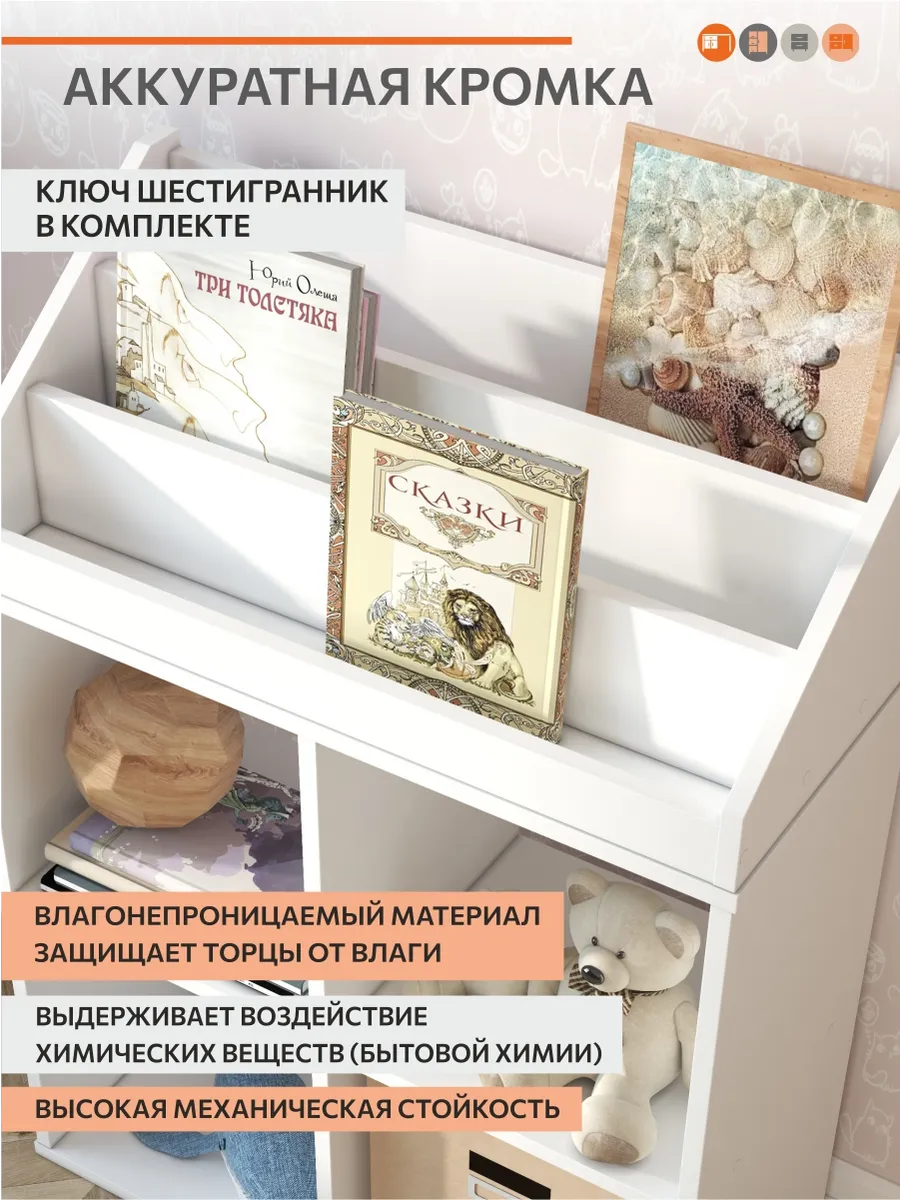 АККУРАТНАЯ КРОМКА
КЛЮЧ ШЕСТИГРАННИК
В КОМПЛЕКТЕ
Юрий Олеша
ТРИ ТОЛСТЯКА
СКАЗКИ
ВЛАГОНЕПРОНИЦАЕМЫЙ МАТЕРИАЛ
ЗАЩИЩАЕТ ТОРЦЫ ОТ ВЛАГИ
ВЫДЕРЖИВАЕТ ВОЗДЕЙСТВИЕ
ХИМИЧЕСКИХ ВЕЩЕСТВ (БЫТОВОЙ ХИМИИ)
ВЫСОКАЯ МЕХАНИЧЕСКАЯ СТОЙКОСТЬ